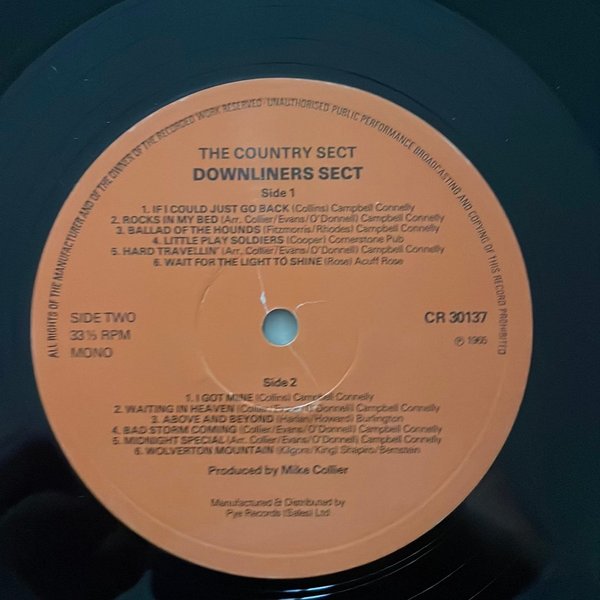 ALL RIGHTS OF THE MANUFACTURER AND OF THE OWNER OF THE RECORDED WORK RESERVED UNAUTHORISED PUBLIC PERFORMANCE BROADCASTING AND COPYING OF THIS RECORD PROHIBITED
THE COUNTRY SECT
DOWNLINERS SECT
Side 1
1. IF I COULD JUST GO BACK (Collins) Campbell Connelly
2. ROCKS IN MY BED (Arr. Collier/Evans/O'Donnell) Campbell Connelly
3. BALLAD OF THE HOUNDS (Fitzmorris/Rhodes) Campbell Connelly
4. LITTLE PLAY SOLDIERS (Cooper) Cornerstone Pub
5. HARD TRAVELLIN' (Arr. Collier/Evans/O'Donnell) Campbell Connelly
6. WAIT FOR THE LIGHT TO SHINE (Rose) Acuff Rose
SIDE TWO
33⅓ RPM
MONO
CR 30137
℗ 1965
Side 2
1. I GOT MINE (Collins) Campbell Connelly
2. WAITING IN HEAVEN (Collier/Evans/O'Donnell) Campbell Connelly
3. ABOVE AND BEYOND (Harlan/Howard) Burlington
4. BAD STORM COMING (Collier/Evans/O'Donnell) Campbell Connelly
5. MIDNIGHT SPECIAL (Arr. Collier/Evans/O'Donnell) Campbell Connelly
6. WOLVERTON MOUNTAIN (Kilgore/King) Shapiro/Bernstein
Produced by Mike Collier
Manufactured & Distributed by
Pye Records (Sales) Ltd